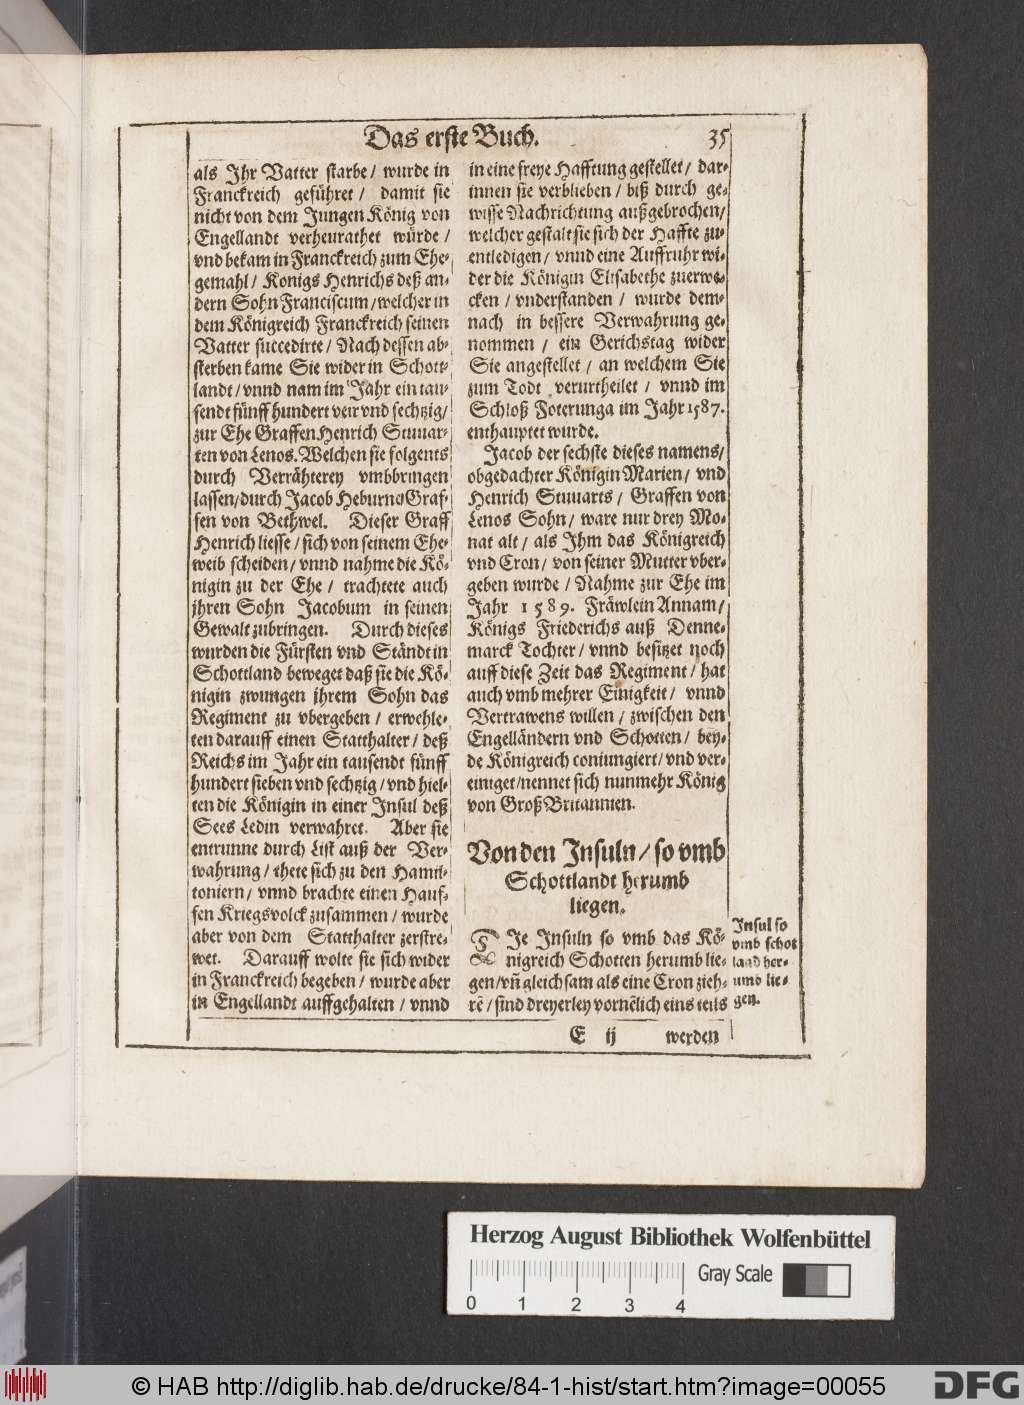 Das erste Buch. 35
als Ihr Vatter starbe / wurde in
Franckreich geführet / damit sie
nicht von dem Jungen König von
Engellandt verheurathet würde /
vnd bekam in Franckreich zum Ehe-
gemahl / Konigs Henrichs deß an-
dern Sohn Franciscum / welcher in
dem Königreich Franckreich seinen
Vatter succedirte / Nach dessen ab-
sterben kame Sie wider in Schott-
landt / vnnd nam im Jahr ein tau-
sendt fünff hundert vnd sechtzig /
zur Ehe Graffen Henrich Stuuar-
ten von Lenos. Welchen sie folgents
durch Verrähterey vmbbringen
lassen / durch Jacob Heburne / Graf-
fen von Bethwel. Dieser Graff
Henrich liesse / sich von seinem Ehe-
weib scheiden / vnnd nahme die Kö-
nigin zu der Ehe / trachtete auch
jhren Sohn Jacobum in seinen
Gewalt zubringen. Durch dieses
wurden die Fürsten vnd Ständt in
Schottland beweget daß sie die Kö-
nigin zwungen jhrem Sohn das
Regiment zu vbergeben / erwehle-
ten darauff einen Statthalter / deß
Reichs im Jahr ein tausendt fünff
hundert sieben vnd sechtzig / vnd hiel-
ten die Königin in einer Insul deß
Sees Ledin verwahret. Aber sie
entrunne durch List auß der Ver-
wahrung / thete sich zu den Hamil-
toniern / vnnd brachte einen Hauf-
fen Kriegsvolck zusammen / wurde
aber von dem Statthalter zerstre-
wet. Darauff wolte sie sich wider
in Franckreich begeben / wurde aber
in Engellandt auffgehalten / vnnd
in eine freye Hafftung gestellet / dar-
innen sie verblieben / biß durch ge-
wisse Nachrichtung außgebrochen /
welcher gestalt sie sich der Haffte zu-
entledigen / vnnd eine Auffruhr wi-
der die Königin Elisabethe zuerwe-
cken / vnderstanden / wurde dem-
nach in bessere Verwahrung ge-
nommen / ein Gerichstag wider
Sie angestellet / an welchem Sie
zum Todt verurtheilet / vnnd im
Schloß Foterunga im Jahr 1587.
enthauptet wurde.
Jacob der sechste dieses namens /
obgedachter Königin Marien / vnd
Henrich Stuuarts / Graffen von
Lenos Sohn / ware nur drey Mo-
nat alt / als Ihm das Königreich
vnd Cron / von seiner Mutter vber-
geben wurde / Nahme zur Ehe im
Jahr 1589. Fräwlein Annam /
Königs Friederichs auß Denne-
marck Tochter / vnnd besitzet noch
auff diese Zeit das Regiment / hat
auch vmb mehrer Einigkeit / vnnd
Vertrawens willen / zwischen den
Engelländern vnd Schotten / bey-
de Königreich coniungiert / vnd ver-
einiget / nennet sich nunmehr König
von Groß Britannien.
Von den Insuln / so vmb
Schottlandt herumb
liegen.
DIe Insuln so vmb das Kö-
nigreich Schotten herumb lie-
gen / vñ gleichsam als eine Cron zieh-
rẽ / sind dreyerley vornẽlich eins teils
Insul so
vmb schot
land her-
umb lie-
gen.
E ij werden
Herzog August Bibliothek Wolfenbüttel
Gray Scale
0 1 2 3 4
© HAB http://diglib.hab.de/drucke/84-1-hist/start.htm?image=00055
DFG